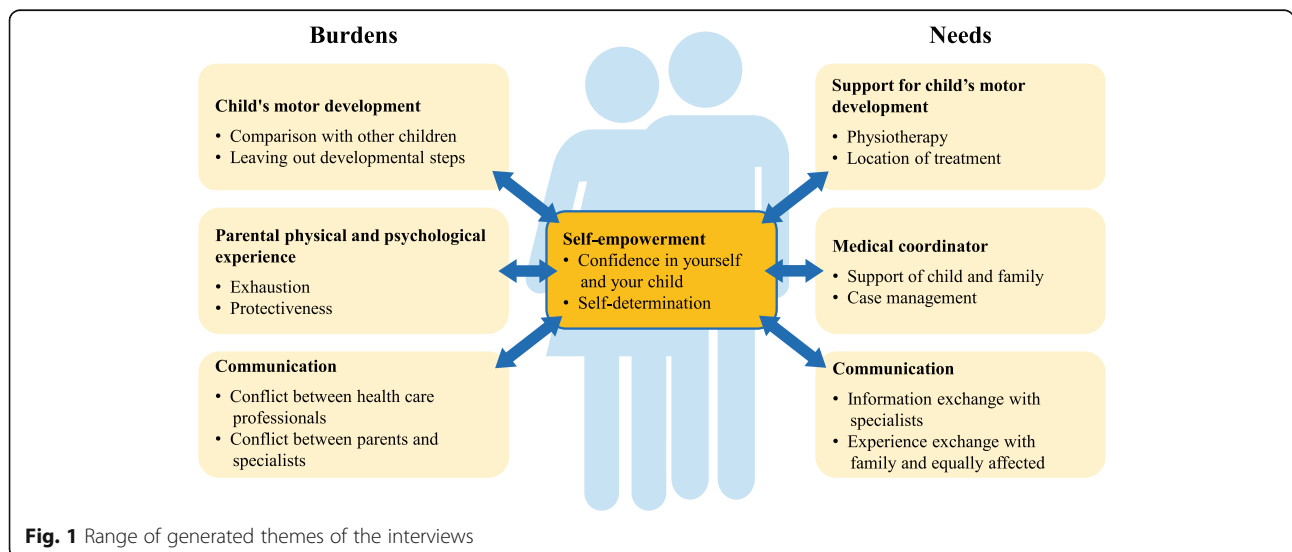 Burdens
Child's motor development
• Comparison with other children
• Leaving out developmental steps
Parental physical and psychological
experience
• Exhaustion
• Protectiveness
Communication
• Conflict between health care
professionals
• Conflict between parents and
specialists
Self-empowerment
• Confidence in yourself
and your child
• Self-determination
Needs
Support for child’s motor
development
• Physiotherapy
• Location of treatment
Medical coordinator
• Support of child and family
• Case management
Communication
• Information exchange with
specialists
• Experience exchange with
family and equally affected
Fig. 1 Range of generated themes of the interviews